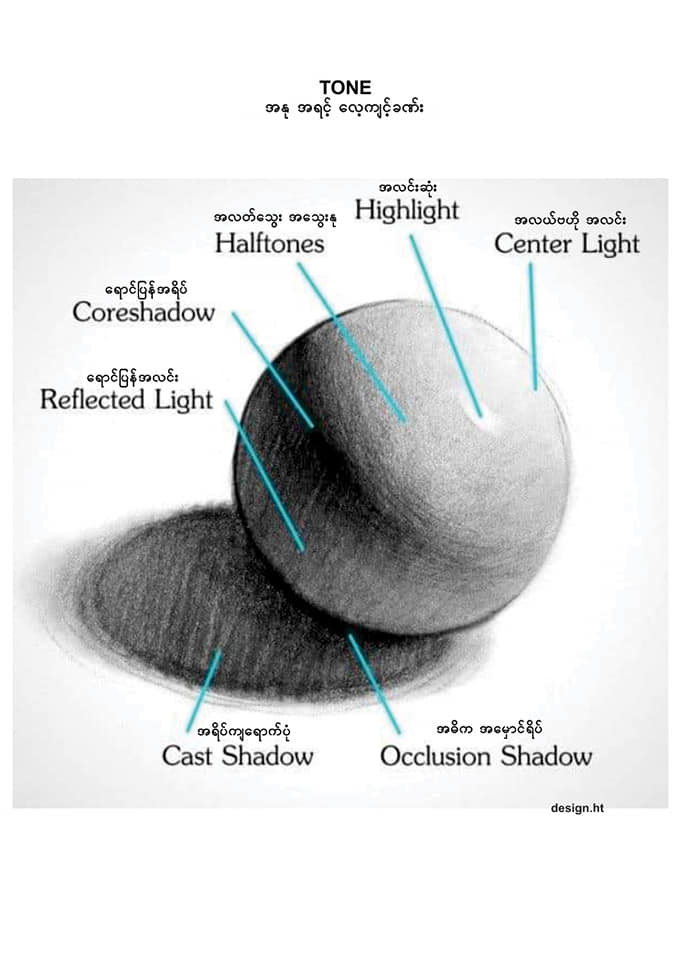 TONE
အနု အရင့် လေ့ကျင့်ခဏ်း
အလင်းဆုံး
Highlight
အလတ်သွေး အသွေးနု
Halftones
အလယ်ဗဟို အလင်း
Center Light
ရောင်ပြန်အရိပ်
Coreshadow
ရောင်ပြန်အလင်း
Reflected Light
အရိပ်ကျရောက်ပုံ
Cast Shadow
အဓိက အမှောင်ရိပ်
Occlusion Shadow
design.ht